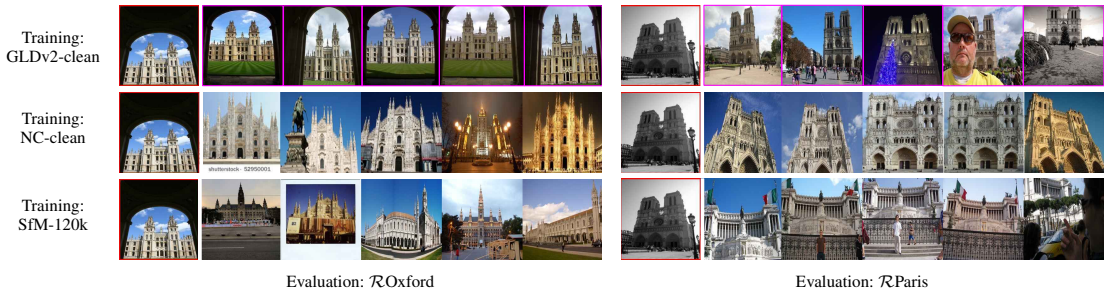 Training:
GLDv2-clean
Training:
NC-clean
shutterstock · 52950001
Training:
SfM-120k
Evaluation: ROxford
Evaluation: RParis